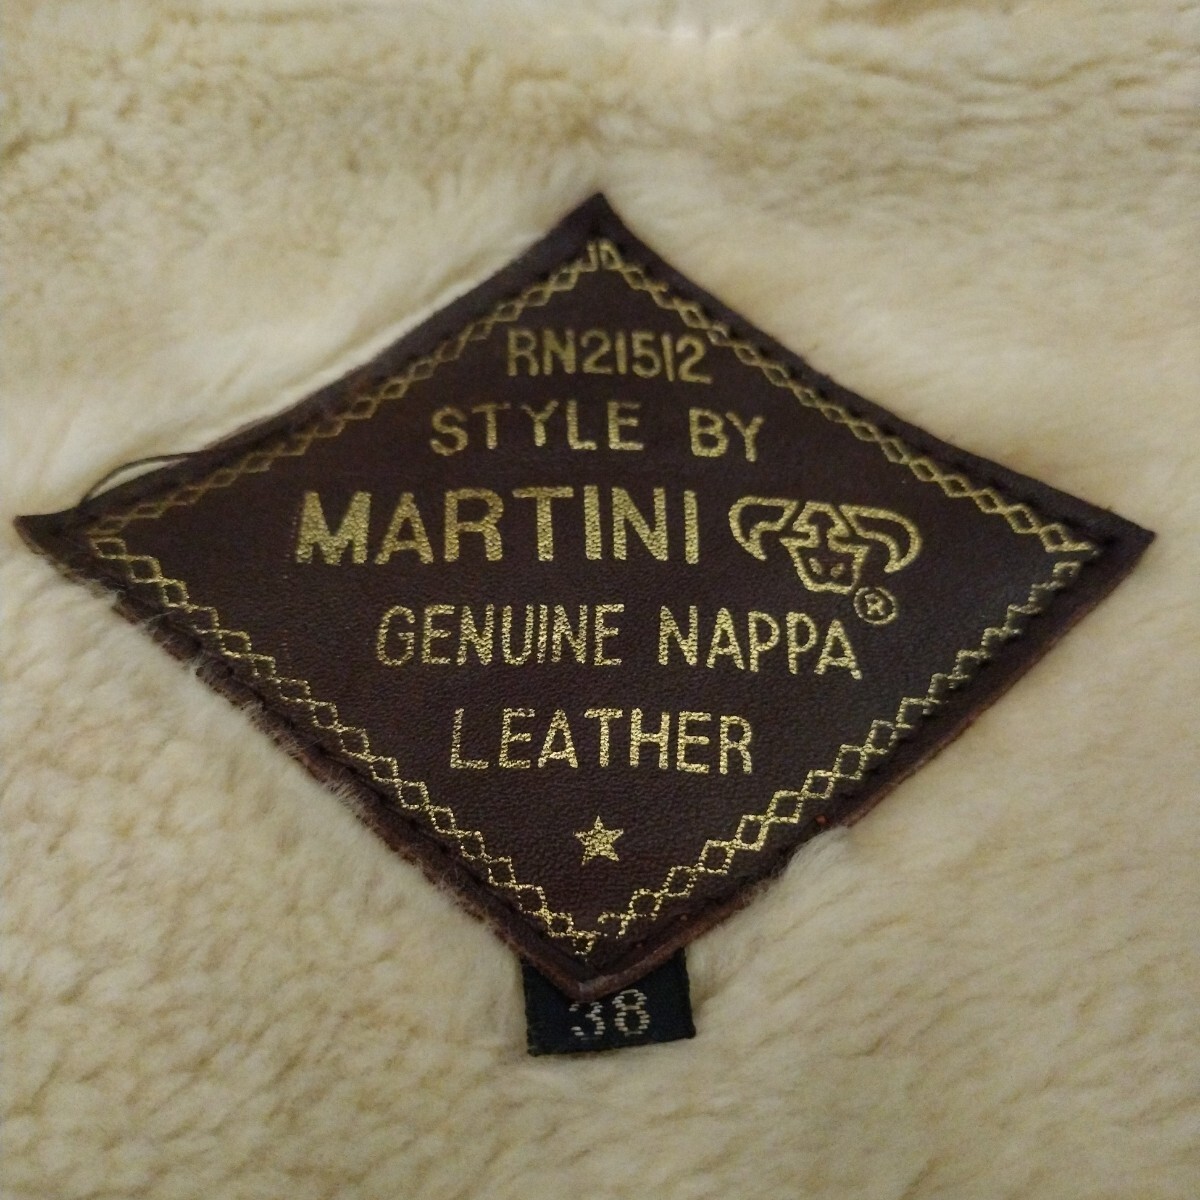 RN21512
STYLE BY
MARTINI
®
GENUINE NAPPA
LEATHER
38